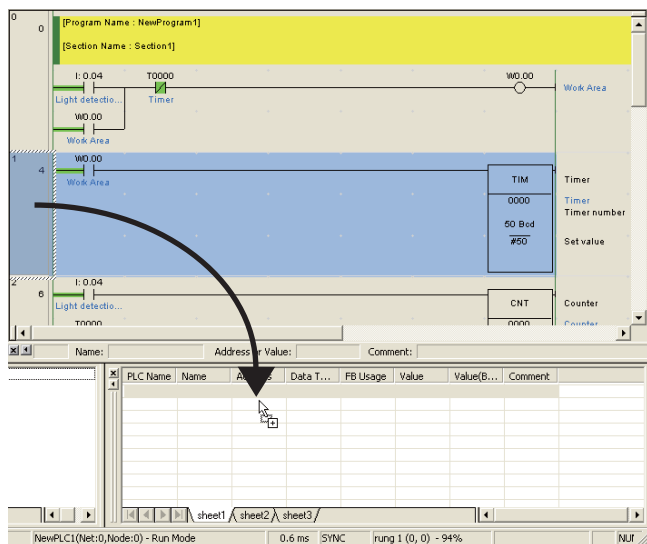 0
0
[Program Name : NewProgram1]
[Section Name : Section1]
I: 0.04
T0000
W0.00
Light detectio...
Timer
Work Area
W0.00
Work Area
1
4
W0.00
Work Area
TIM
Timer
0000
Timer
Timer number
50 Bcd
#50
Set value
2
6
I: 0.04
Light detectio...
CNT
Counter
T0000
0000
Counter
Name:
Address or Value:
Comment:
PLC Name
Name
Data T...
FB Usage
Value
Value(B...
Comment
sheet1
sheet2
sheet3
NewPLC1(Net:0,Node:0) - Run Mode
0.6 ms
SYNC
rung 1 (0, 0) - 94%
NUM